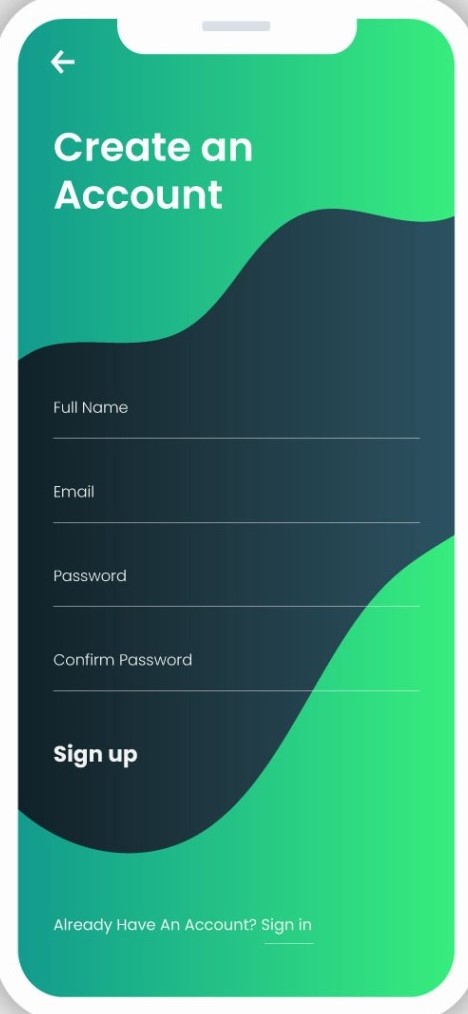 Create an
Account
Full Name
Email
Password
Confirm Password
Sign up
Already Have An Account? Sign in